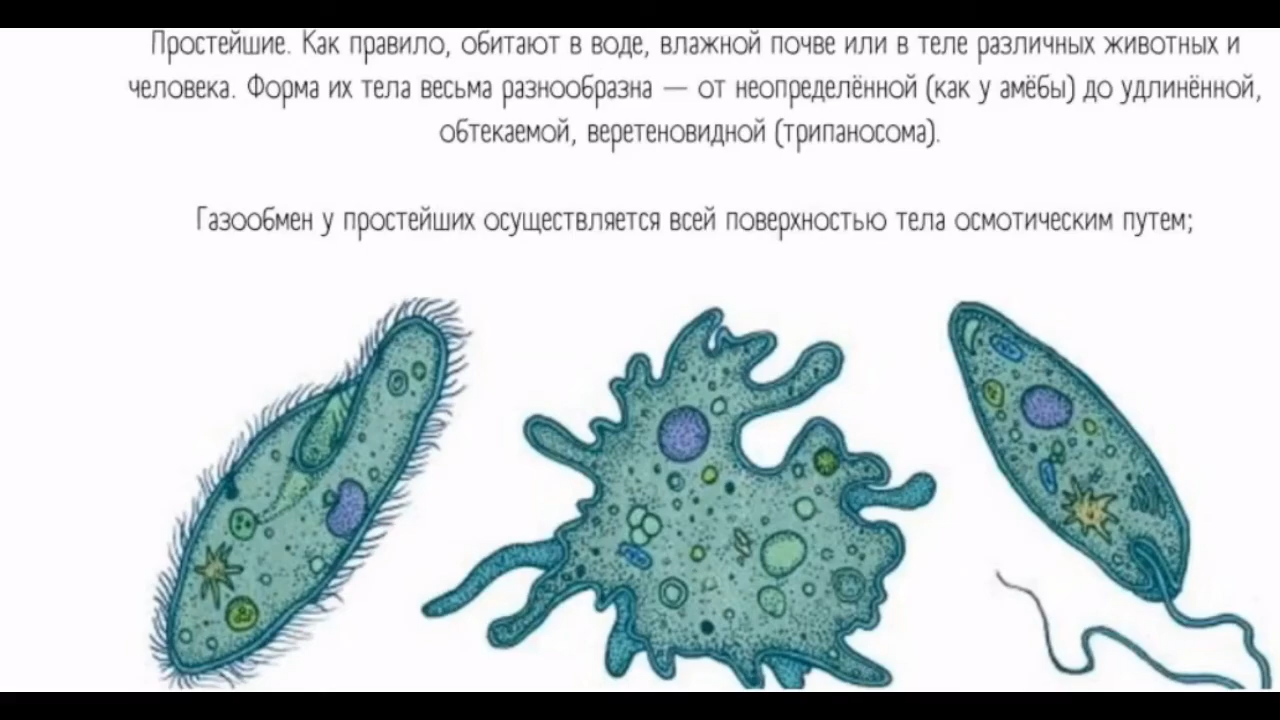 Простейшие. Как правило, обитают в воде, влажной почве или в теле различных животных и
человека. Форма их тела весьма разнообразна — от неопределённой (как у амёбы) до удлинённой,
обтекаемой, веретеновидной (трипаносома).
Газообмен у простейших осуществляется всей поверхностью тела осмотическим путем;